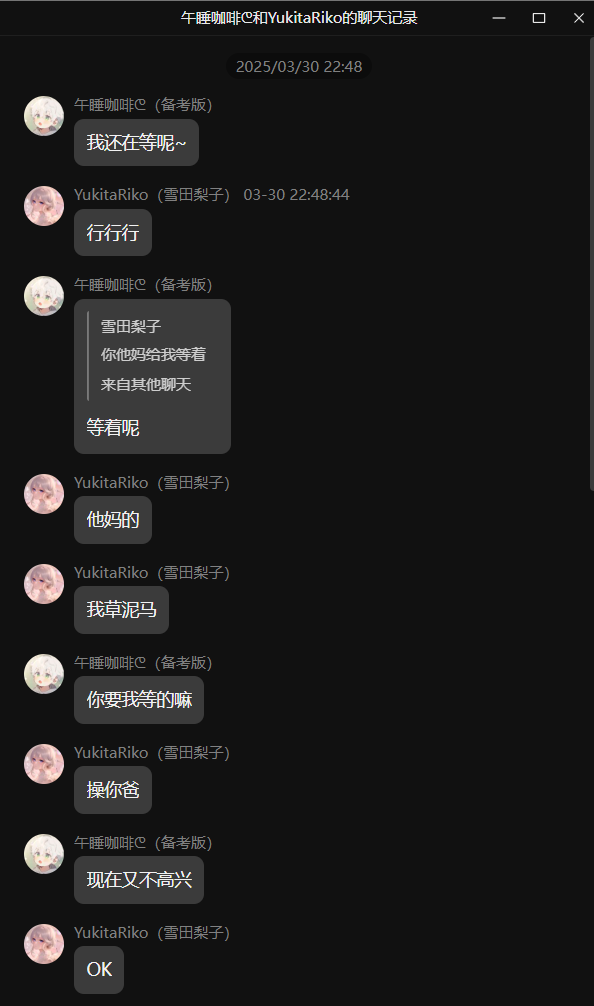 午睡咖啡ᰔ和YukitaRiko的聊天记录
2025/03/30 22:48
午睡咖啡ᰔ（备考版）
我还在等呢~
YukitaRiko（雪田梨子） 03-30 22:48:44
行行行
午睡咖啡ᰔ（备考版）
雪田梨子
你他妈给我等着
来自其他聊天
等着呢
YukitaRiko（雪田梨子）
他妈的
YukitaRiko（雪田梨子）
我草泥马
午睡咖啡ᰔ（备考版）
你要我等的嘛
YukitaRiko（雪田梨子）
操你爸
午睡咖啡ᰔ（备考版）
现在又不高兴
YukitaRiko（雪田梨子）
OK